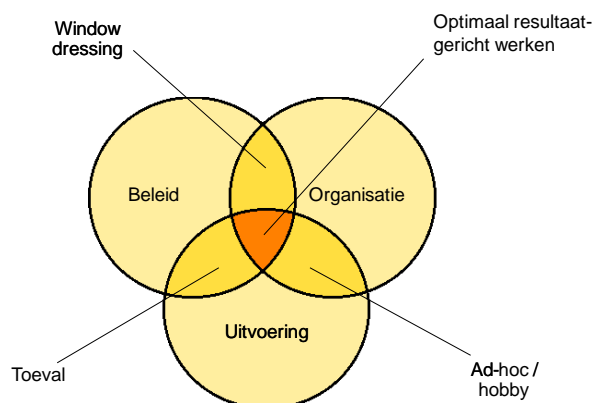 Window
dressing
Optimaal resultaat-
gericht werken
Beleid
Organisatie
Uitvoering
Toeval
Ad-hoc /
hobby